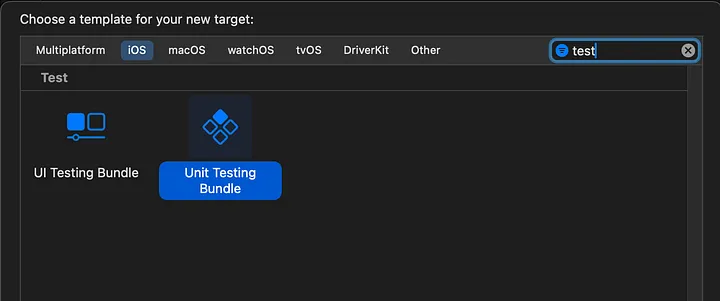 Choose a template for your new target:
Multiplatform iOS macOS watchOS tvOS DriverKit Other test
Test
UI Testing Bundle
Unit Testing
Bundle